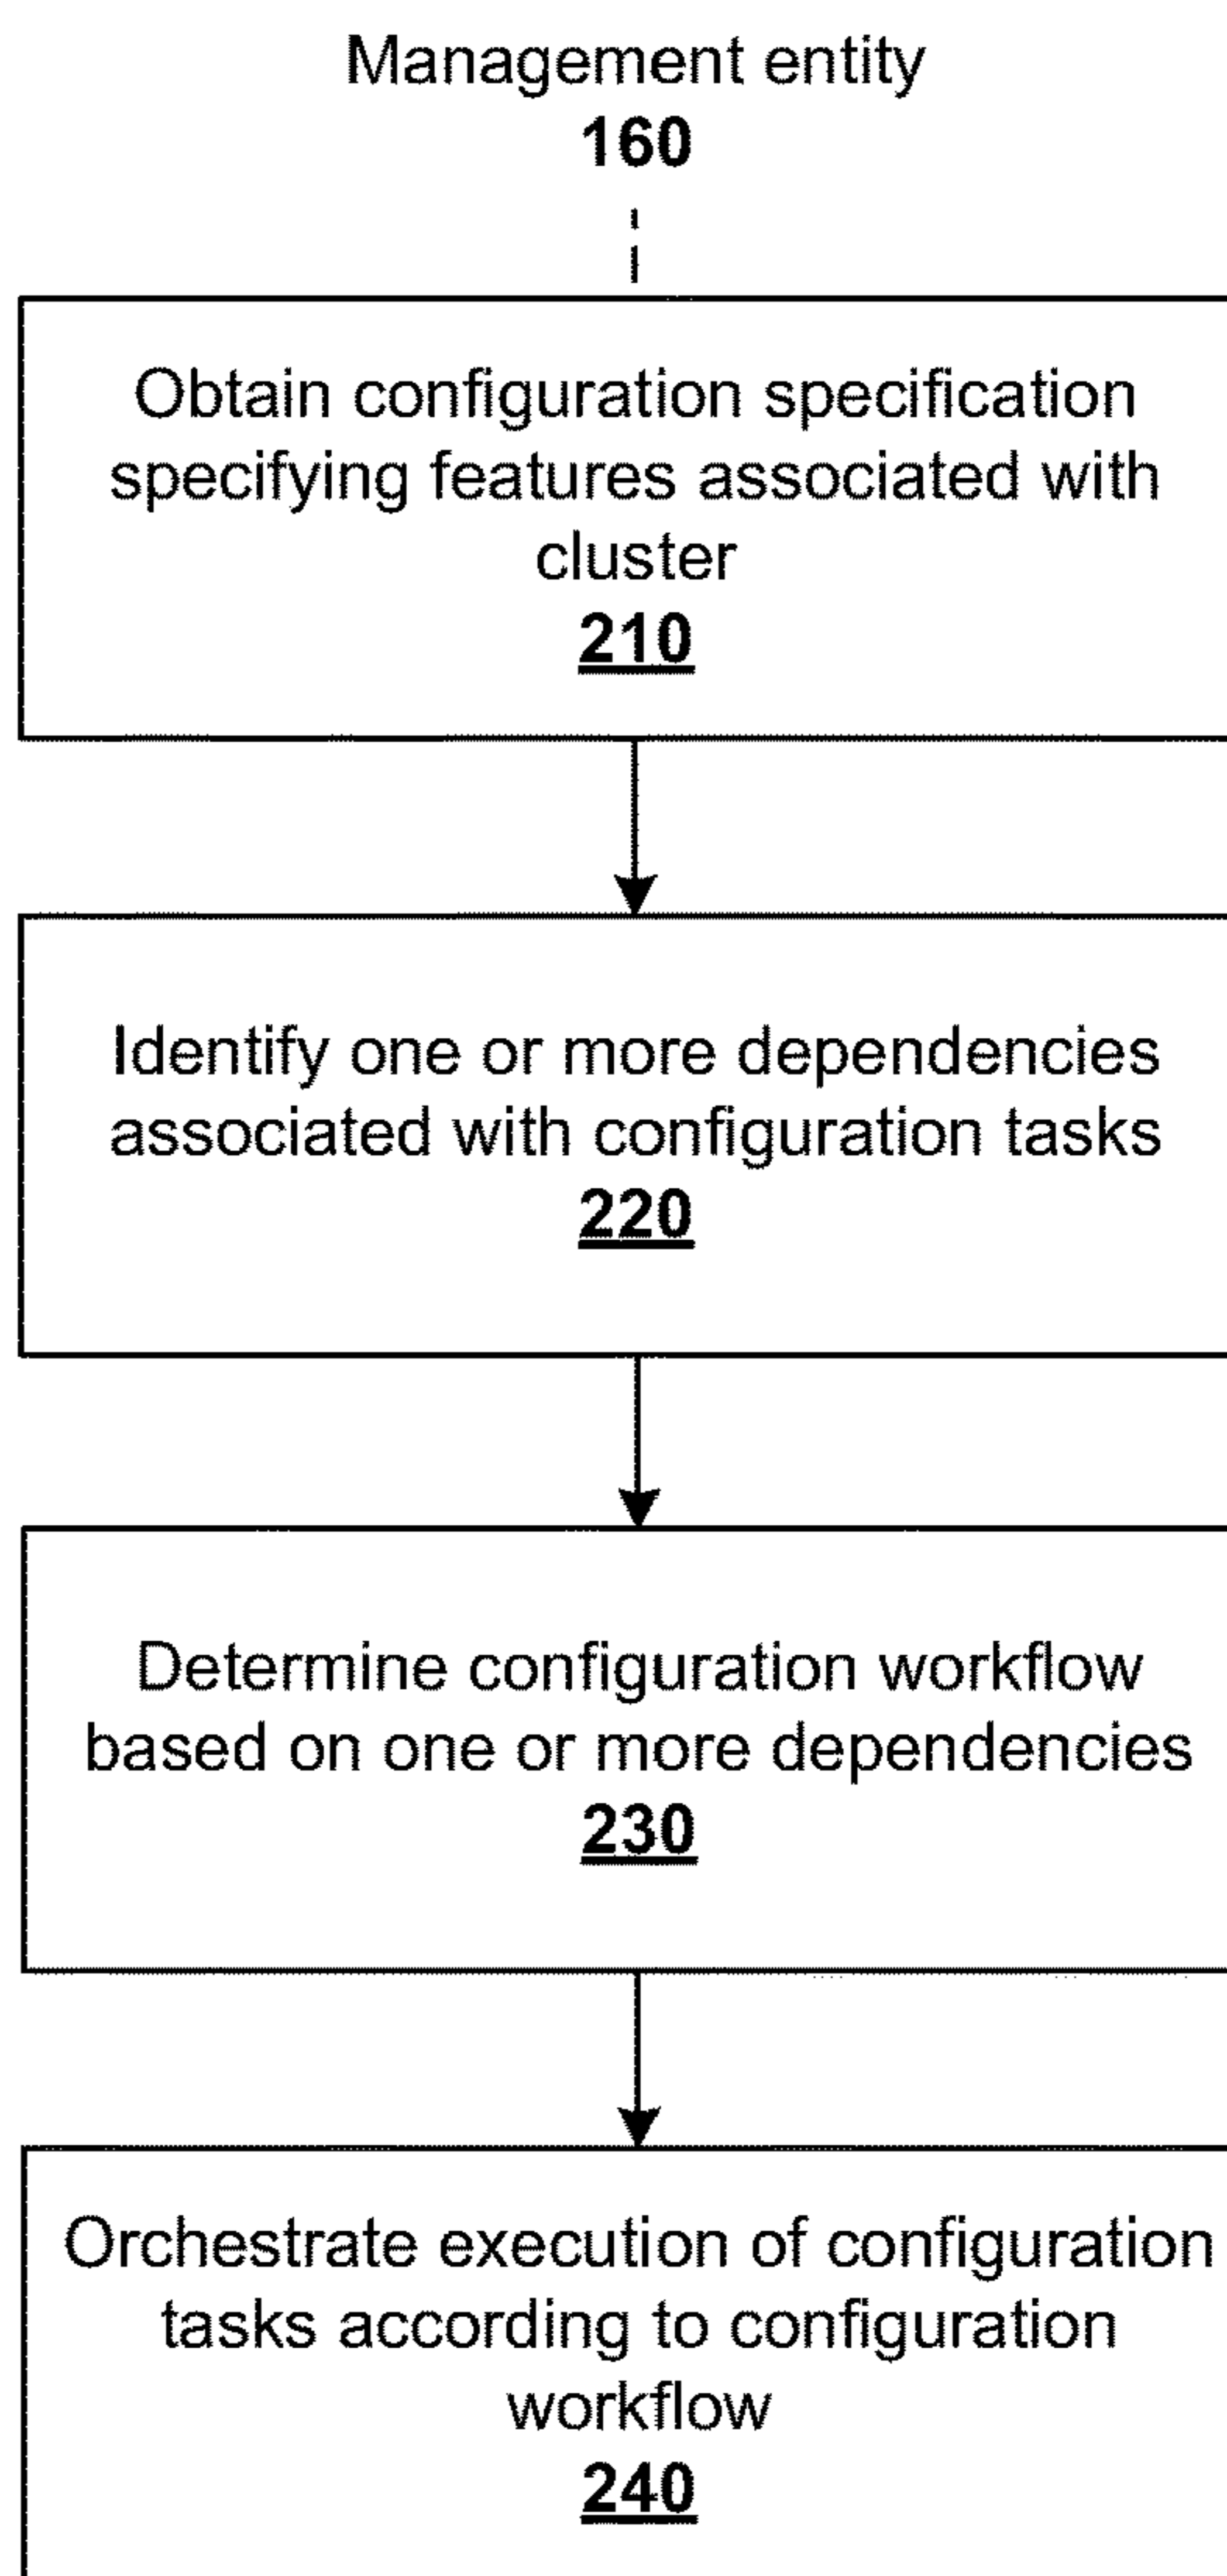 Management entity
160
Obtain configuration specification
specifying features associated with
cluster
210
Identify one or more dependencies
associated with configuration tasks
220
Determine configuration workflow
based on one or more dependencies
230
Orchestrate execution of configuration
tasks according to configuration
workflow
240